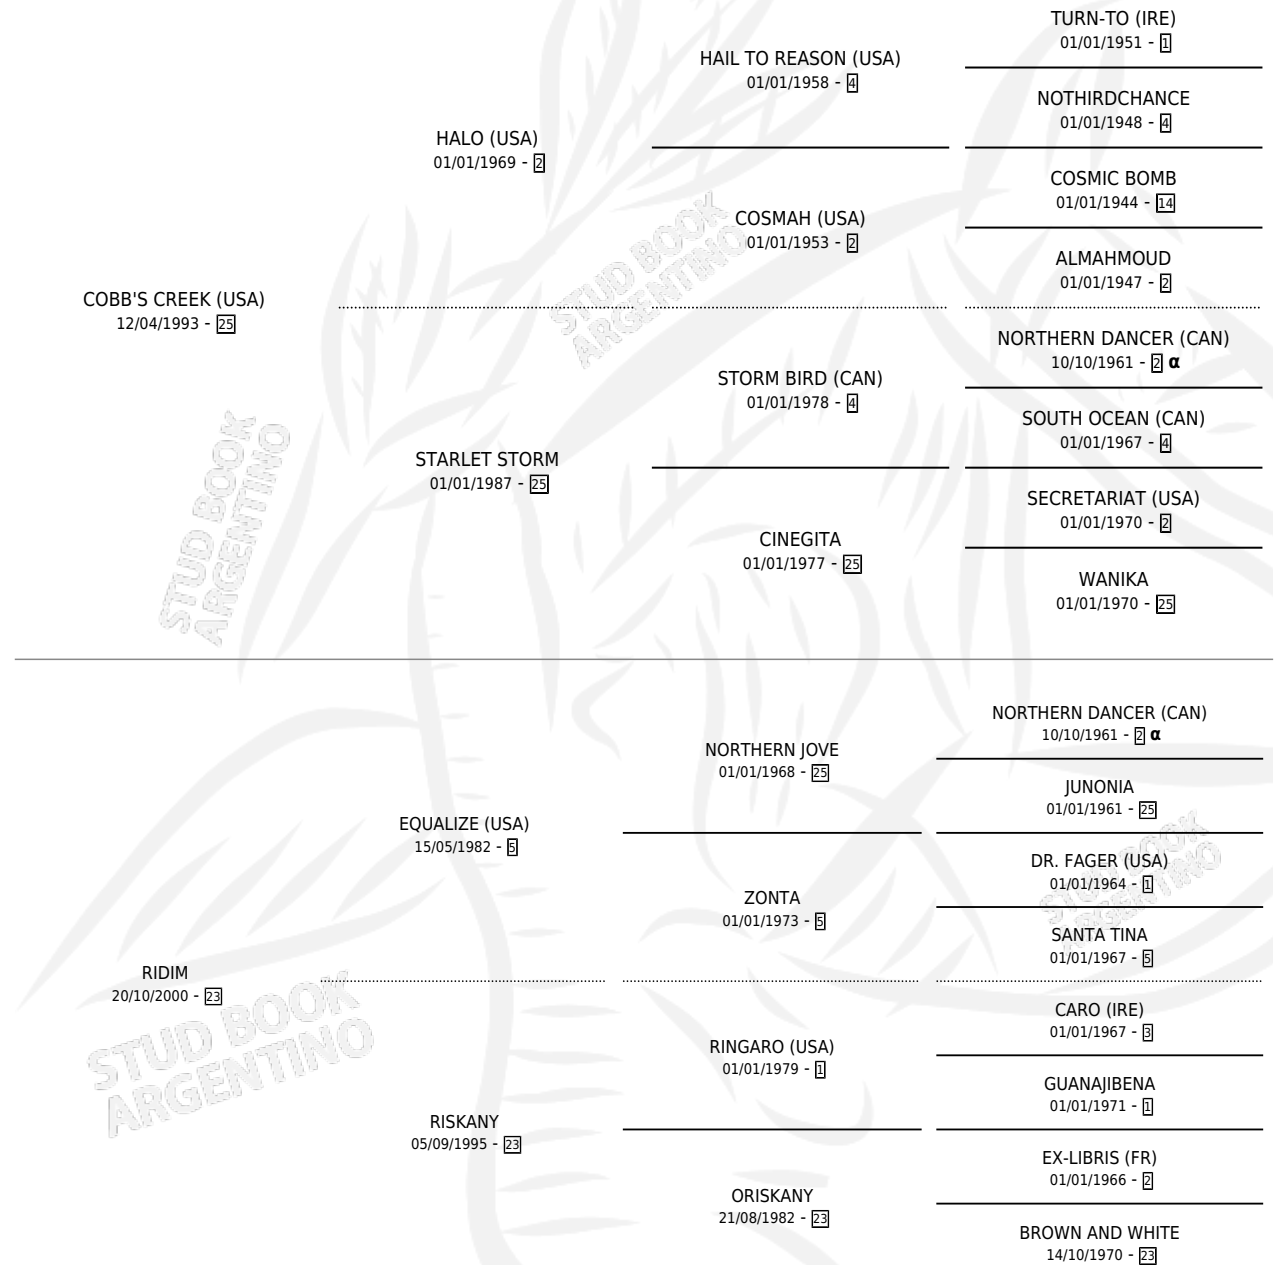 TURN-TO (IRE)
01/01/1951 - 1
HAIL TO REASON (USA)
01/01/1958 - 4
NOTHIRDCHANCE
01/01/1948 - 4
HALO (USA)
01/01/1969 - 2
COSMIC BOMB
01/01/1944 - 14
COSMAH (USA)
01/01/1953 - 2
ALMAHMOUD
01/01/1947 - 2
COBB'S CREEK (USA)
12/04/1993 - 25
NORTHERN DANCER (CAN)
10/10/1961 - 2 α
STORM BIRD (CAN)
01/01/1978 - 4
SOUTH OCEAN (CAN)
01/01/1967 - 4
STARLET STORM
01/01/1987 - 25
SECRETARIAT (USA)
01/01/1970 - 2
CINEGITA
01/01/1977 - 25
WANIKA
01/01/1970 - 25
NORTHERN DANCER (CAN)
10/10/1961 - 2 α
NORTHERN JOVE
01/01/1968 - 25
JUNONIA
01/01/1961 - 25
EQUALIZE (USA)
15/05/1982 - 5
DR. FAGER (USA)
01/01/1964 - 1
ZONTA
01/01/1973 - 5
SANTA TINA
01/01/1967 - 5
RIDIM
20/10/2000 - 23
CARO (IRE)
01/01/1967 - 3
RINGARO (USA)
01/01/1979 - 1
GUANAJIBENA
01/01/1971 - 1
RISKANY
05/09/1995 - 23
EX-LIBRIS (FR)
01/01/1966 - 2
ORISKANY
21/08/1982 - 23
BROWN AND WHITE
14/10/1970 - 23
STUD BOOK
ARGENTINO
STUD BOOK
ARGENTINO
STUD BOOK
ARGENTINO
STUD BOOK
ARGENTINO